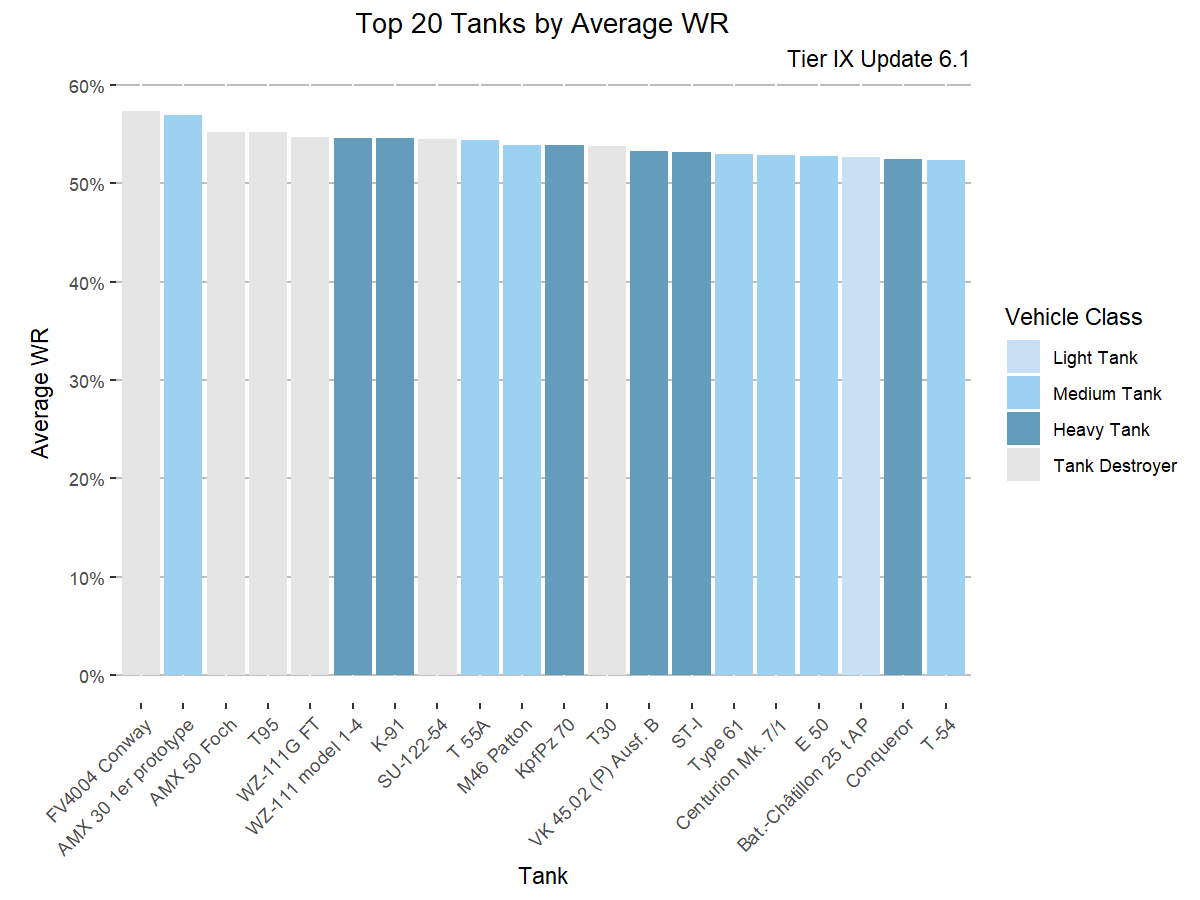 Top 20 Tanks by Average WR
Tier IX Update 6.1
60%
50%
40%
30%
20%
10%
0%
Average WR
FV4004 Conway
AMX 30 1er prototype
AMX 50 Foch
T95
WZ-111G FT
WZ-111 model 1-4
K-91
SU-122-54
T 55A
M46 Patton
KpfPz 70
T30
VK 45.02 (P) Ausf. B
ST-I
Type 61
Centurion Mk. 7/1
E 50
Bat.-Châtillon 25 t AP
Conqueror
T-54
Tank
Vehicle Class
Light Tank
Medium Tank
Heavy Tank
Tank Destroyer